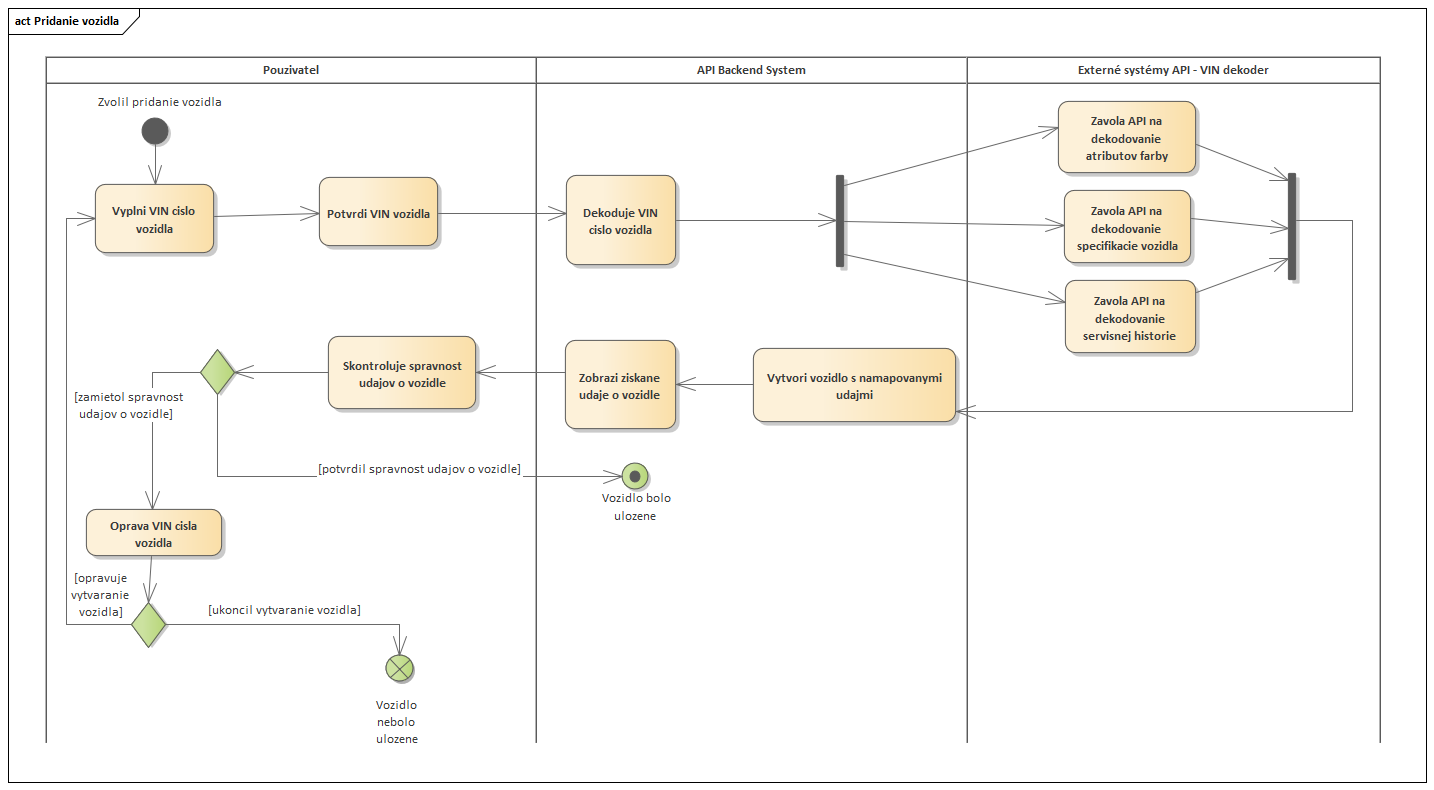 act Pridanie vozidla
Pouzivatel
API Backend System
Externé systémy API - VIN dekoder
Zvolil pridanie vozidla
Vyplni VIN cislo
vozidla
Potvrdi VIN vozidla
Dekoduje VIN
cislo vozidla
Zavola API na
dekodovanie
atributov farby
Zavola API na
dekodovanie
specifikacie vozidla
Zavola API na
dekodovanie
servisnej historie
Vytvori vozidlo s namapovanymi
udajmi
Zobrazi ziskane
udaje o vozidle
Skontroluje spravnost
udajov o vozidle
[zamietol spravnost
udajov o vozidle]
[potvrdil spravnost udajov o vozidle]
Vozidlo bolo
ulozene
Oprava VIN cisla
vozidla
[opravuje
vytvaranie
vozidla]
[ukoncil vytvaranie vozidla]
Vozidlo
nebolo
ulozene